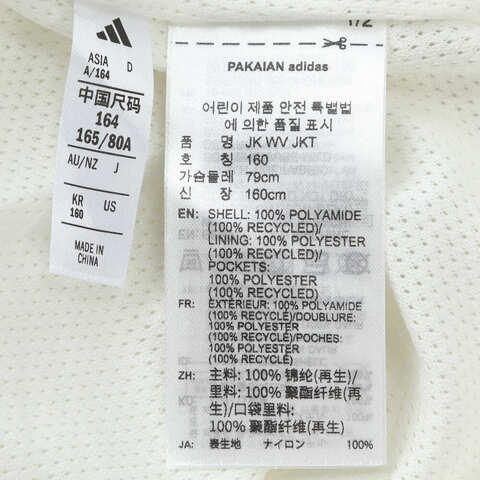 ASIA D
A/164
中国尺码
164
165/80A
AU/NZ J
KR US
160
MADE IN
CHINA
1/2
PAKAIAN adidas
어린이 제품 안전 특별법
에 의한 품질 표시
품 명 JK WV JKT
호 칭 160
가슴둘레 79cm
신 장 160cm
EN: SHELL: 100% POLYAMIDE
(100% RECYCLED)/
LINING: 100% POLYESTER
(100% RECYCLED)/
POCKETS:
100% POLYESTER
(100% RECYCLED)
FR: EXTÉRIEUR: 100% POLYAMIDE
(100% RECYCLÉ)/DOUBLURE:
100% POLYESTER
(100% RECYCLÉ)/POCHES:
100% POLYESTER
(100% RECYCLÉ)
ZH: 主料: 100% 锦纶(再生)/
里料: 100% 聚酯纤维(再
生)/口袋里料:
100% 聚酯纤维(再生)
JA: 表生地 ナイロン 100%